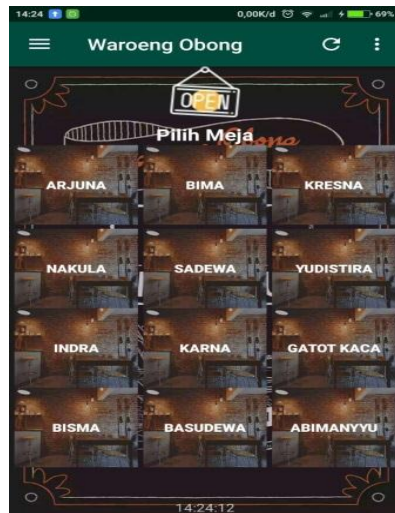 14:24 0,00K/d 69%
Waroeng Obong
OPEN
Pilih Meja
ARJUNA BIMA KRESNA
NAKULA SADEWA YUDISTIRA
INDRA KARNA GATOT KACA
BISMA BASUDEWA ABIMANYYU
14:24:12